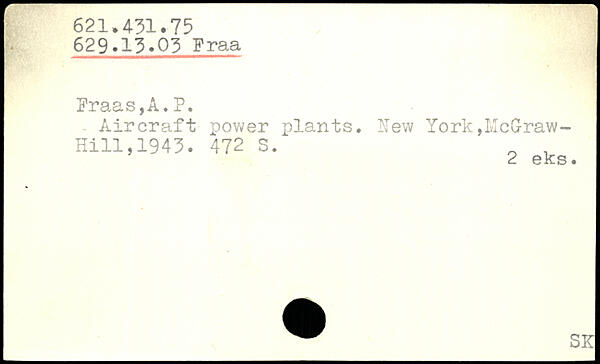 621.431.75
629.13.03 Fraa
Fraas,A.P.
Aircraft power plants. New York,McGraw-
Hill,1943. 472 S.
2 eks.
SK